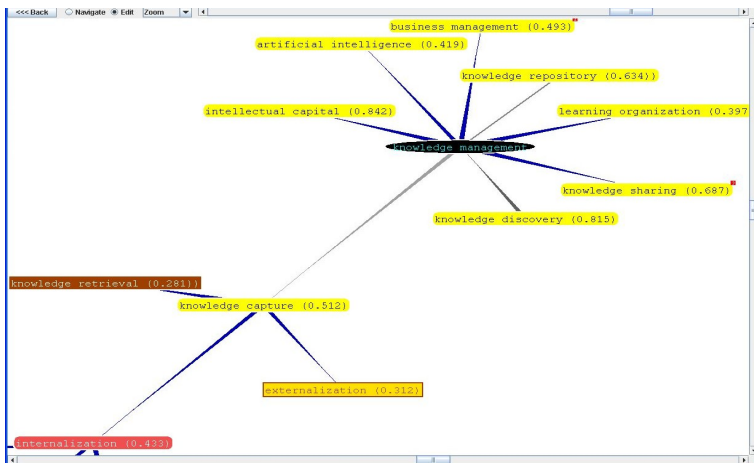 <<< Back Navigate Edit Zoom
business management (0.493)
artificial intelligence (0.419)
knowledge repository (0.634))
intellectual capital (0.842)
learning organization (0.397
knowledge management
knowledge sharing (0.687)
knowledge discovery (0.815)
knowledge retrieval (0.281))
knowledge capture (0.512)
externalization (0.312)
internalization (0.433)